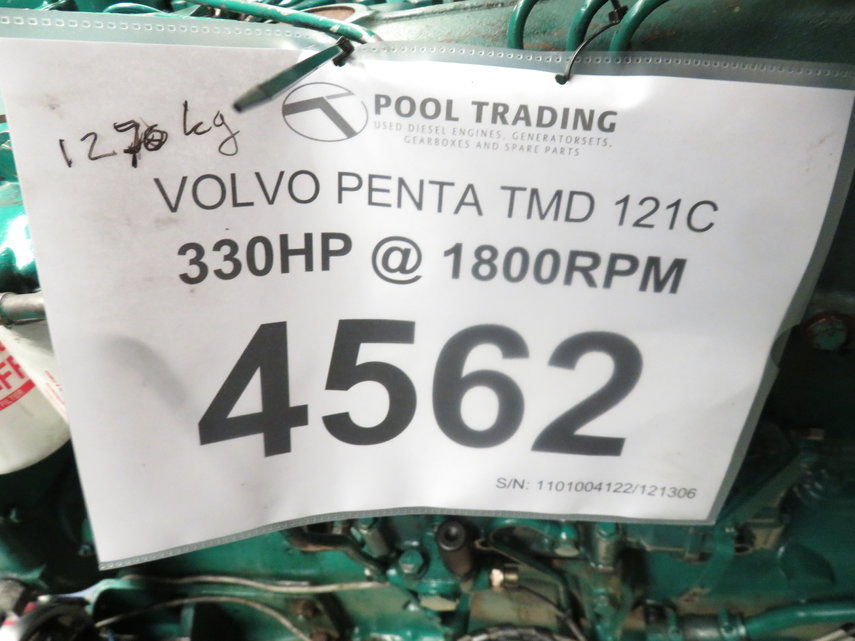 1270 kg
POOL TRADING
USED DIESEL ENGINES, GENERATORSETS,
GEARBOXES AND SPARE PARTS
VOLVO PENTA TMD 121C
330HP @ 1800RPM
4562
S/N: 1101004122/121306